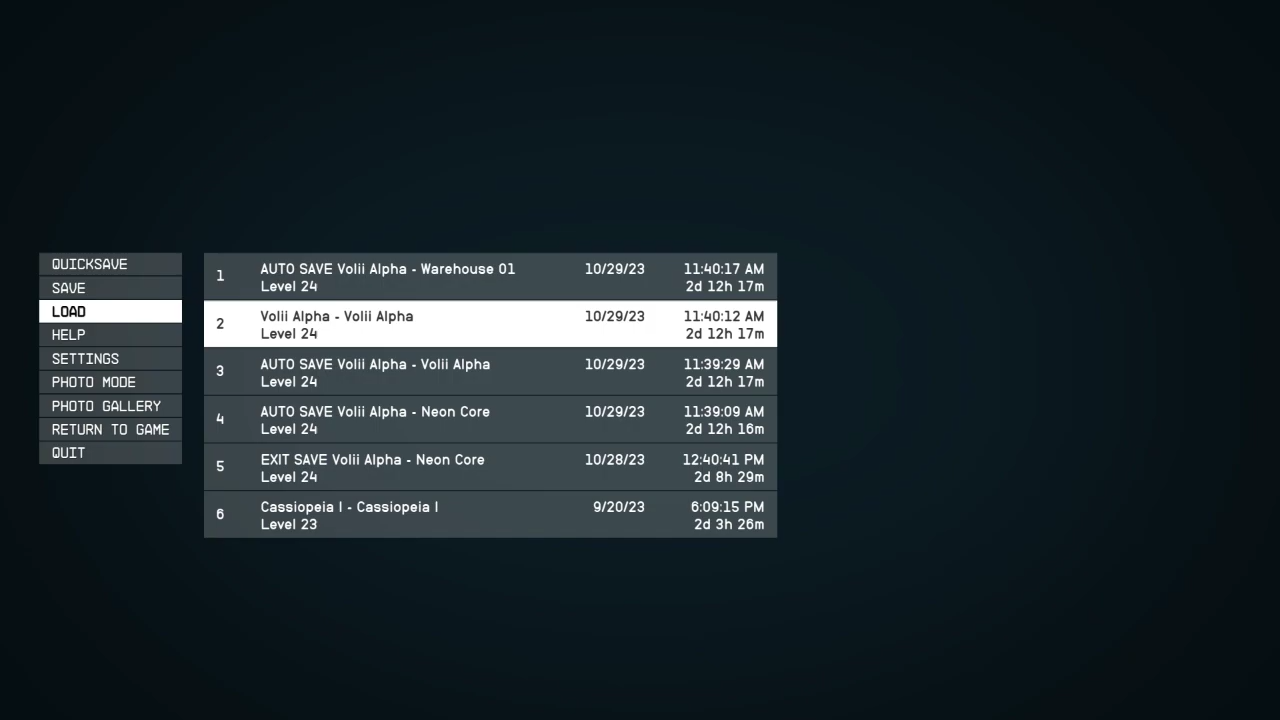 QUICKSAVE
SAVE
LOAD
HELP
SETTINGS
PHOTO MODE
PHOTO GALLERY
RETURN TO GAME
QUIT
1 AUTO SAVE Volii Alpha - Warehouse 01 10/29/23 11:40:17 AM
Level 24 2d 12h 17m
2 Volii Alpha - Volii Alpha 10/29/23 11:40:12 AM
Level 24 2d 12h 17m
3 AUTO SAVE Volii Alpha - Volii Alpha 10/29/23 11:39:29 AM
Level 24 2d 12h 17m
4 AUTO SAVE Volii Alpha - Neon Core 10/29/23 11:39:09 AM
Level 24 2d 12h 16m
5 EXIT SAVE Volii Alpha - Neon Core 10/28/23 12:40:41 PM
Level 24 2d 8h 29m
6 Cassiopeia I - Cassiopeia I 9/20/23 6:09:15 PM
Level 23 2d 3h 26m